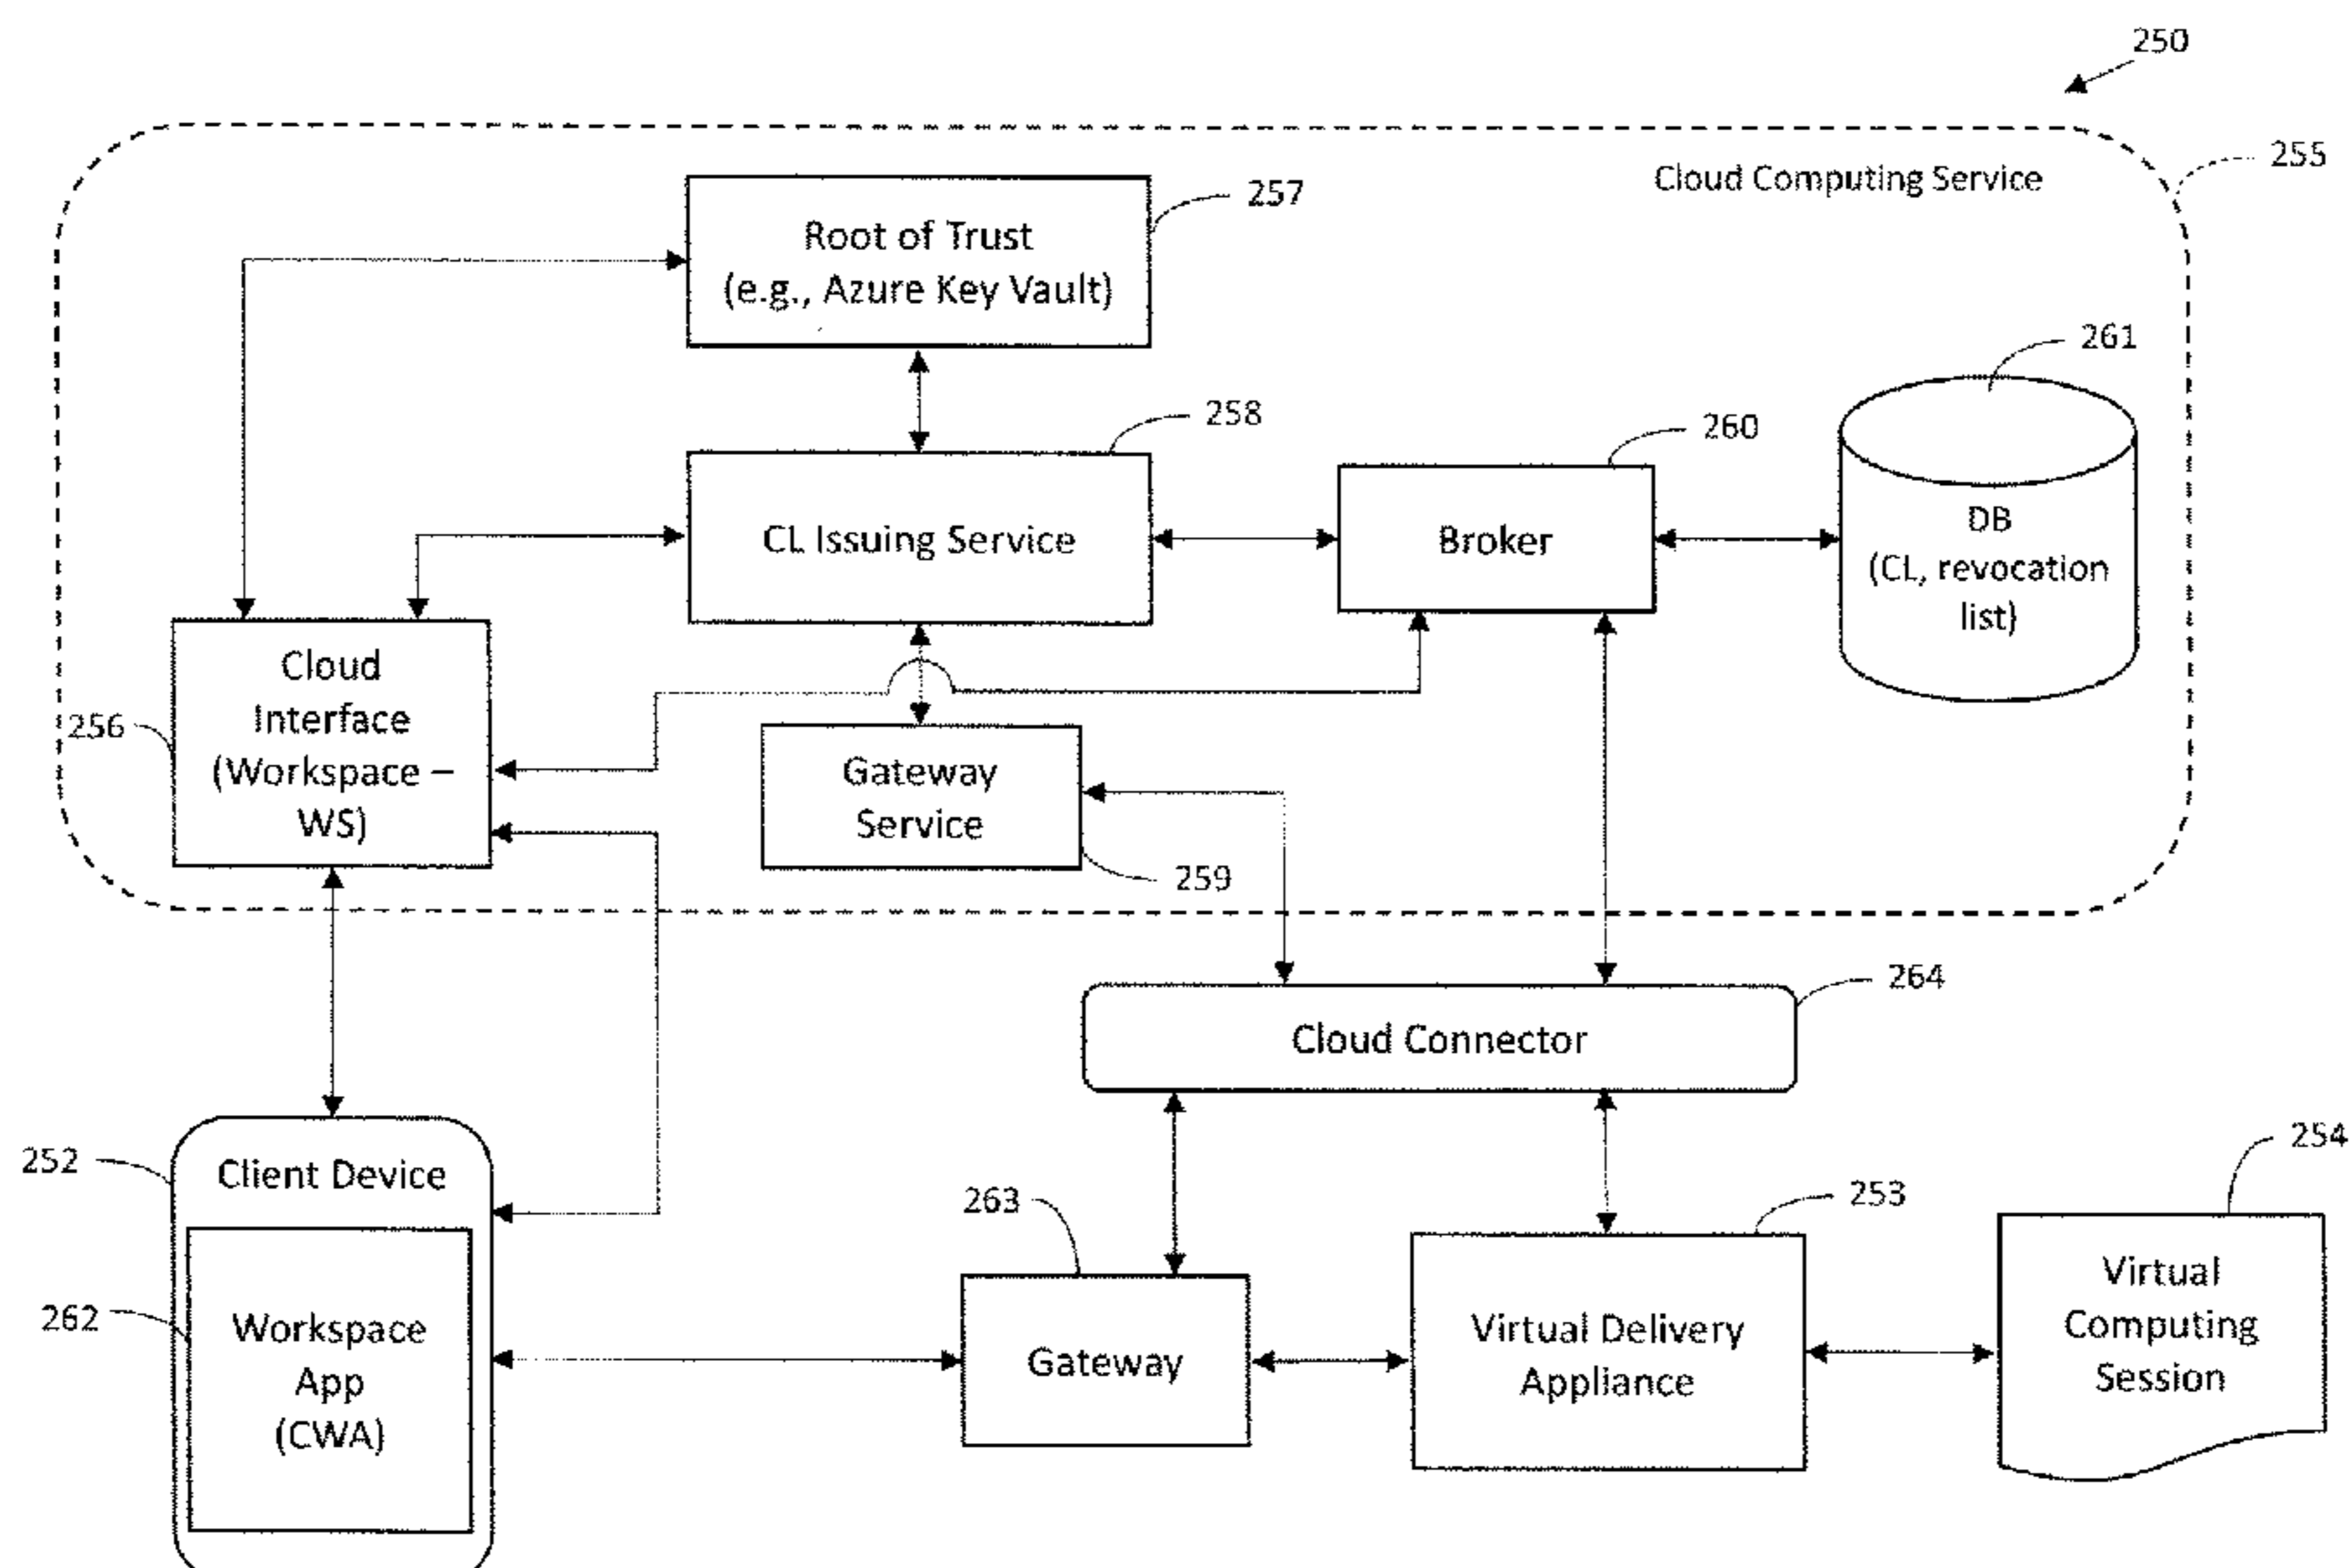 250
255
Cloud Computing Service
257
Root of Trust
(e.g., Azure Key Vault)
261
258
260
CL Issuing Service
Broker
DB
(CL, revocation
list)
256
Cloud
Interface
(Workspace –
WS)
Gateway
Service
259
264
Cloud Connector
252
Client Device
262
Workspace
App
(CWA)
263
Gateway
253
Virtual Delivery
Appliance
254
Virtual
Computing
Session